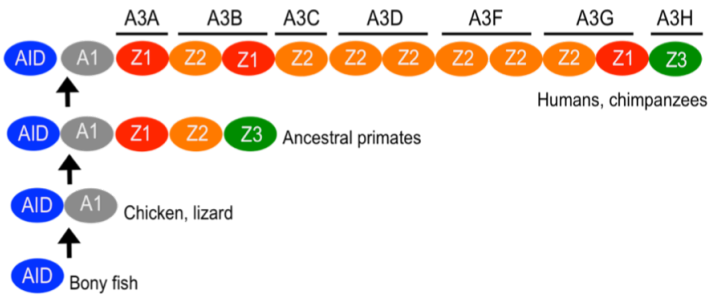 A3A A3B A3C A3D A3F A3G A3H
AID A1 Z1 Z2 Z1 Z2 Z2 Z2 Z2 Z2 Z2 Z1 Z3
Humans, chimpanzees
AID A1 Z1 Z2 Z3 Ancestral primates
AID A1 Chicken, lizard
AID Bony fish